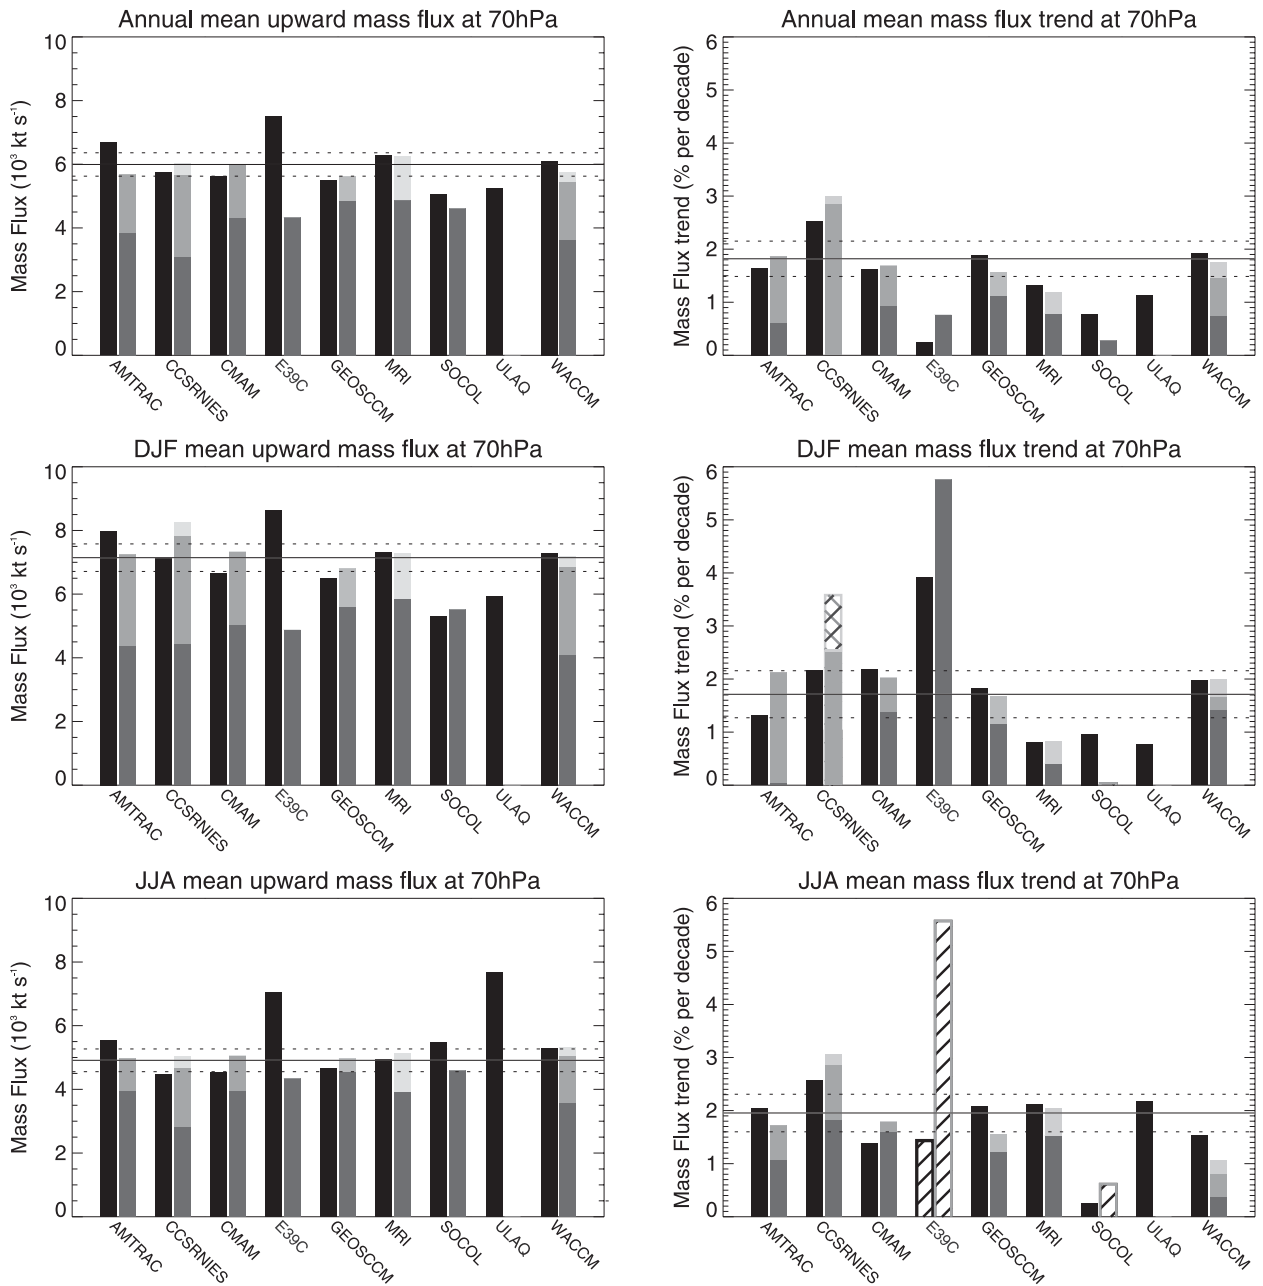 Annual mean upward mass flux at 70hPa
Mass Flux (10³ kt s⁻¹)
10
8
6
4
2
0
AMTRAC
CCSRNIES
CMAM
E39C
GEOSCCM
MRI
SOCOL
ULAQ
WACCM
Annual mean mass flux trend at 70hPa
Mass Flux trend (% per decade)
6
5
4
3
2
1
0
AMTRAC
CCSRNIES
CMAM
E39C
GEOSCCM
MRI
SOCOL
ULAQ
WACCM
DJF mean upward mass flux at 70hPa
Mass Flux (10³ kt s⁻¹)
10
8
6
4
2
0
AMTRAC
CCSRNIES
CMAM
E39C
GEOSCCM
MRI
SOCOL
ULAQ
WACCM
DJF mean mass flux trend at 70hPa
Mass Flux trend (% per decade)
6
5
4
3
2
1
0
AMTRAC
CCSRNIES
CMAM
E39C
GEOSCCM
MRI
SOCOL
ULAQ
WACCM
JJA mean upward mass flux at 70hPa
Mass Flux (10³ kt s⁻¹)
10
8
6
4
2
0
AMTRAC
CCSRNIES
CMAM
E39C
GEOSCCM
MRI
SOCOL
ULAQ
WACCM
JJA mean mass flux trend at 70hPa
Mass Flux trend (% per decade)
6
5
4
3
2
1
0
AMTRAC
CCSRNIES
CMAM
E39C
GEOSCCM
MRI
SOCOL
ULAQ
WACCM